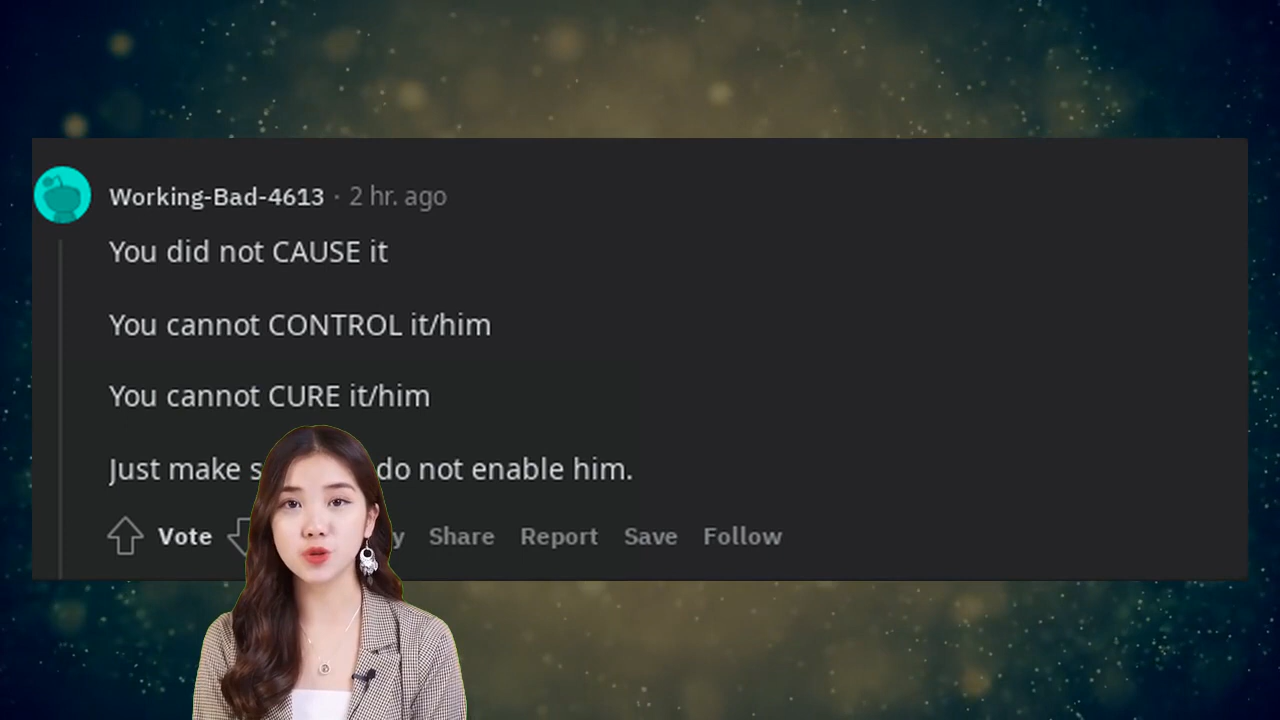 Working-Bad-4613 · 2 hr. ago
You did not CAUSE it
You cannot CONTROL it/him
You cannot CURE it/him
Just make do not enable him.
Vote Share Report Save Follow